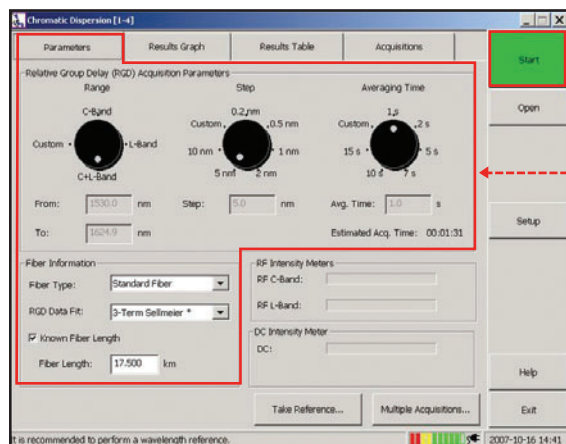 Chromatic Dispersion [1-4]
Parameters
Results Graph
Results Table
Acquisitions
Start
Open
Setup
Help
Exit
Relative Group Delay (RGD) Acquisition Parameters
Range
C-Band
Custom
L-Band
C+L-Band
Step
0.2 nm
Custom
0.5 nm
10 nm
1 nm
5 nm
2 nm
Averaging Time
1 s
Custom
2 s
15 s
5 s
10 s
7 s
From: 1530.0 nm
Step: 5.0 nm
Avg. Time: 1.0 s
To: 1624.9 nm
Estimated Acq. Time: 00:01:31
Fiber Information
Fiber Type: Standard Fiber
RGD Data Fit: 3-Term Sellmeier *
Known Fiber Length
Fiber Length: 17.500 km
RF Intensity Meters
RF C-Band:
RF L-Band:
DC Intensity Meter
DC:
Take Reference...
Multiple Acquisitions...
It is recommended to perform a wavelength reference.
2007-10-16 14:41